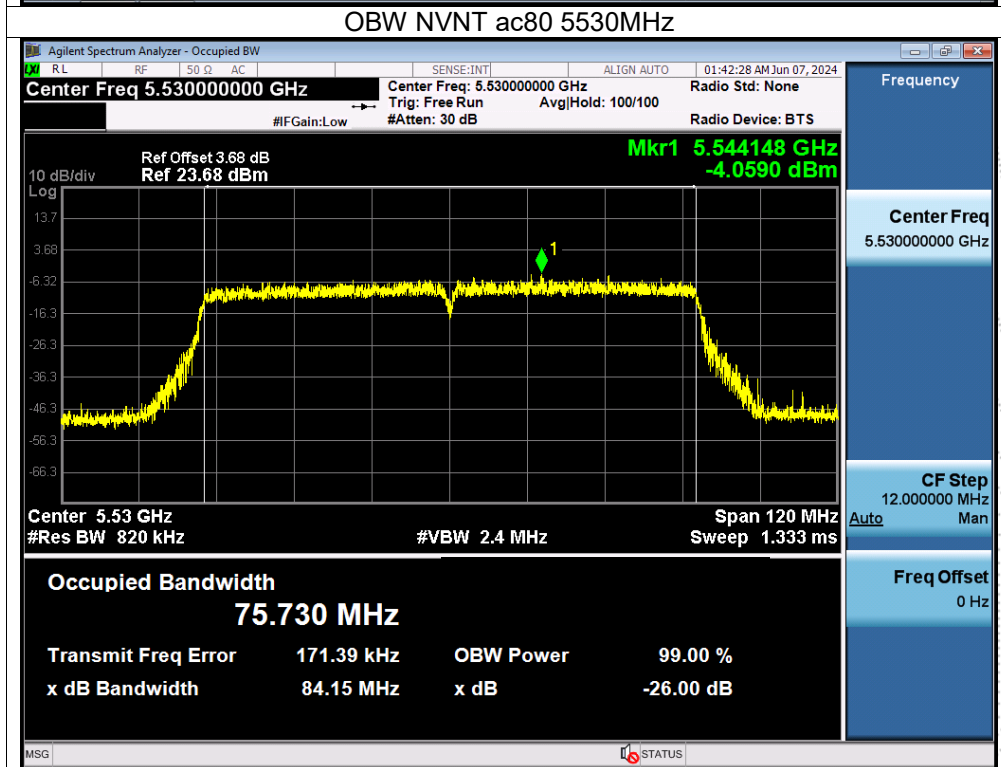 OBW NVNT ac80 5530MHz
Agilent Spectrum Analyzer - Occupied BW
LXI RL RF 50 Ω AC SENSE:INT ALIGN AUTO 01:42:28 AM Jun 07, 2024
Center Freq 5.530000000 GHz
Center Freq: 5.530000000 GHz
Radio Std: None
Trig: Free Run Avg|Hold: 100/100
#IFGain:Low #Atten: 30 dB Radio Device: BTS
Frequency
Mkr1 5.544148 GHz
-4.0590 dBm
Ref Offset 3.68 dB
10 dB/div Ref 23.68 dBm
Log
13.7
3.68
-6.32
-16.3
-26.3
-36.3
-46.3
-56.3
-66.3
1
Center 5.53 GHz Span 120 MHz
#Res BW 820 kHz #VBW 2.4 MHz Sweep 1.333 ms
Occupied Bandwidth
75.730 MHz
Transmit Freq Error 171.39 kHz OBW Power 99.00 %
x dB Bandwidth 84.15 MHz x dB -26.00 dB
Center Freq
5.530000000 GHz
CF Step
12.000000 MHz
Auto Man
Freq Offset
0 Hz
MSG STATUS